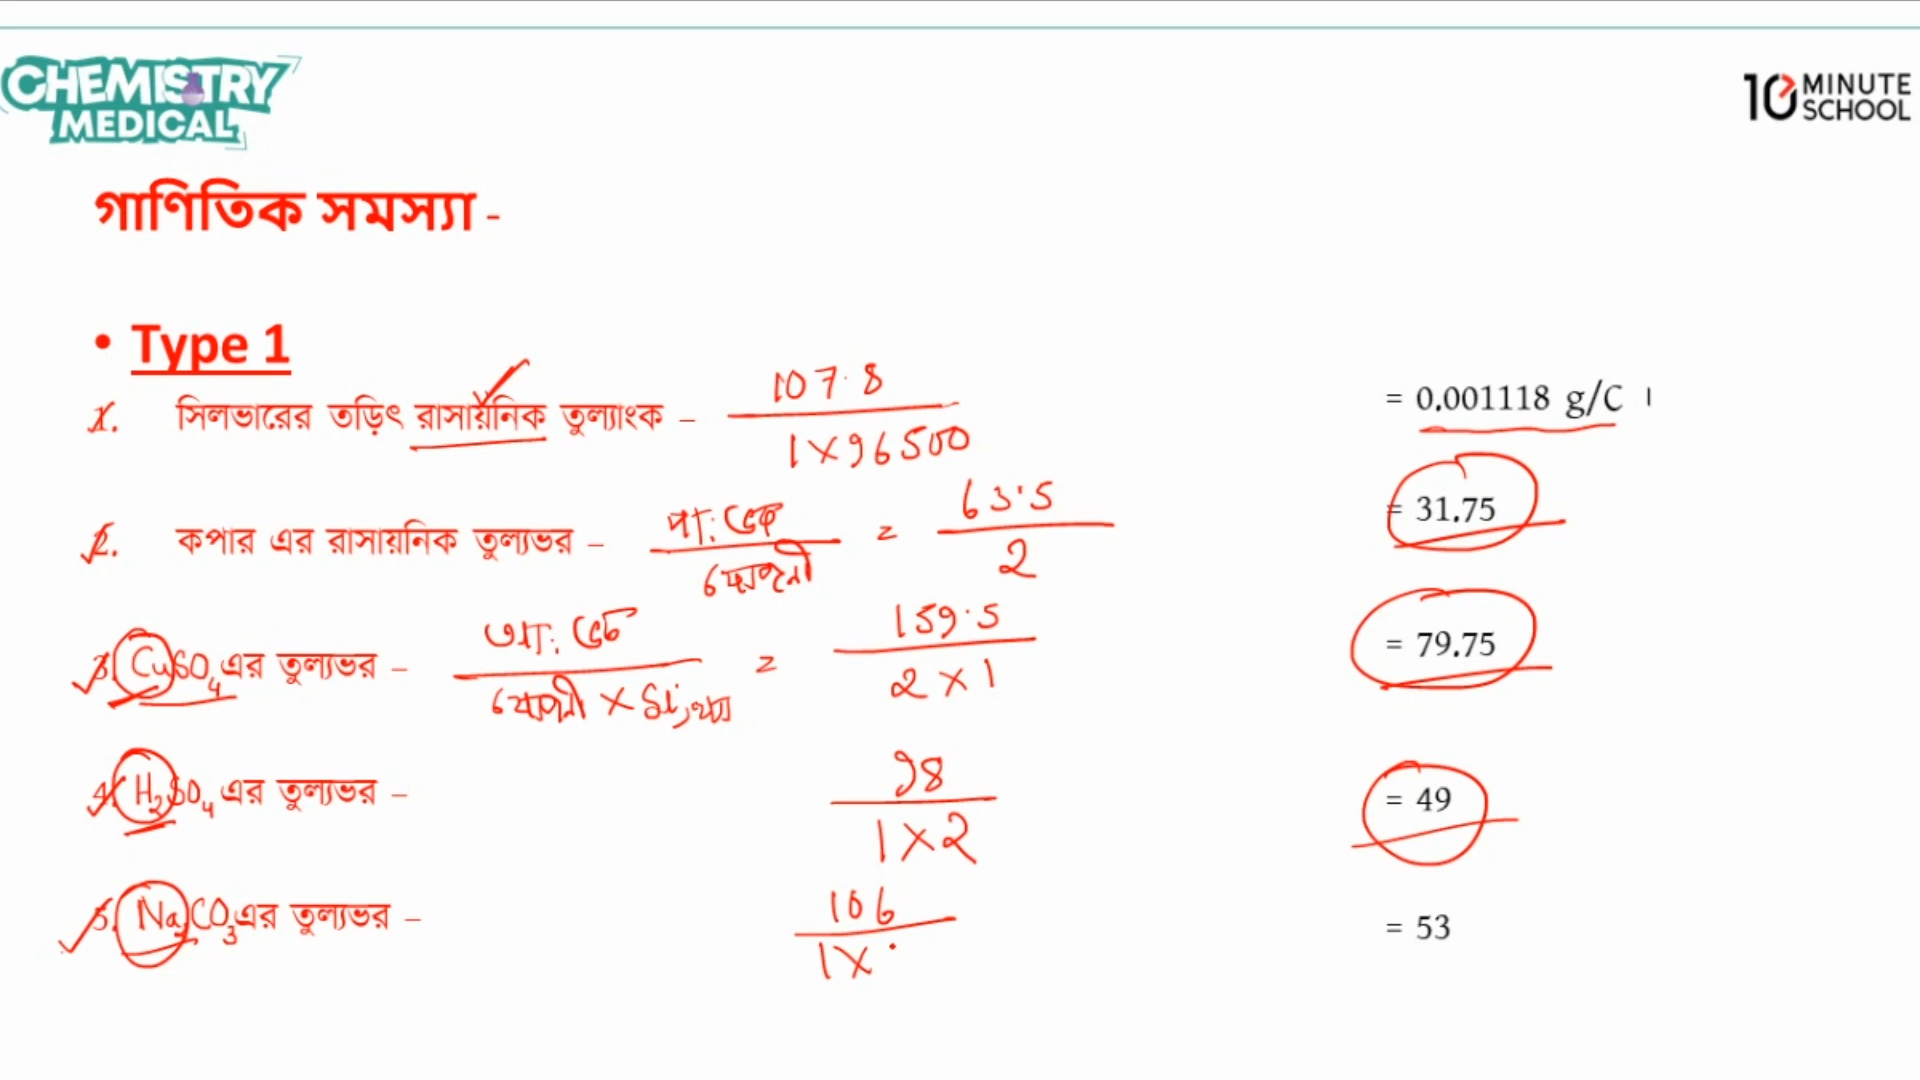 CHEMISTRY
MEDICAL
10 MINUTE
SCHOOL
গাণিতিক সমস্যা -
• Type 1
1. সিলভারের তড়িৎ রাসায়নিক তুল্যাংক – 107.8 / 1×96500 = 0.001118 g/C ।
2. কপার এর রাসায়নিক তুল্যভর – পা: ভর / যোজনী = 63.5 / 2 = 31.75
3. CuSO4 এর তুল্যভর – আ: ভর / যোজনী × সংখ্যা = 159.5 / 2 × 1 = 79.75
4. H2SO4 এর তুল্যভর – 98 / 1×2 = 49
5. Na2CO3 এর তুল্যভর – 106 / 1× = 53